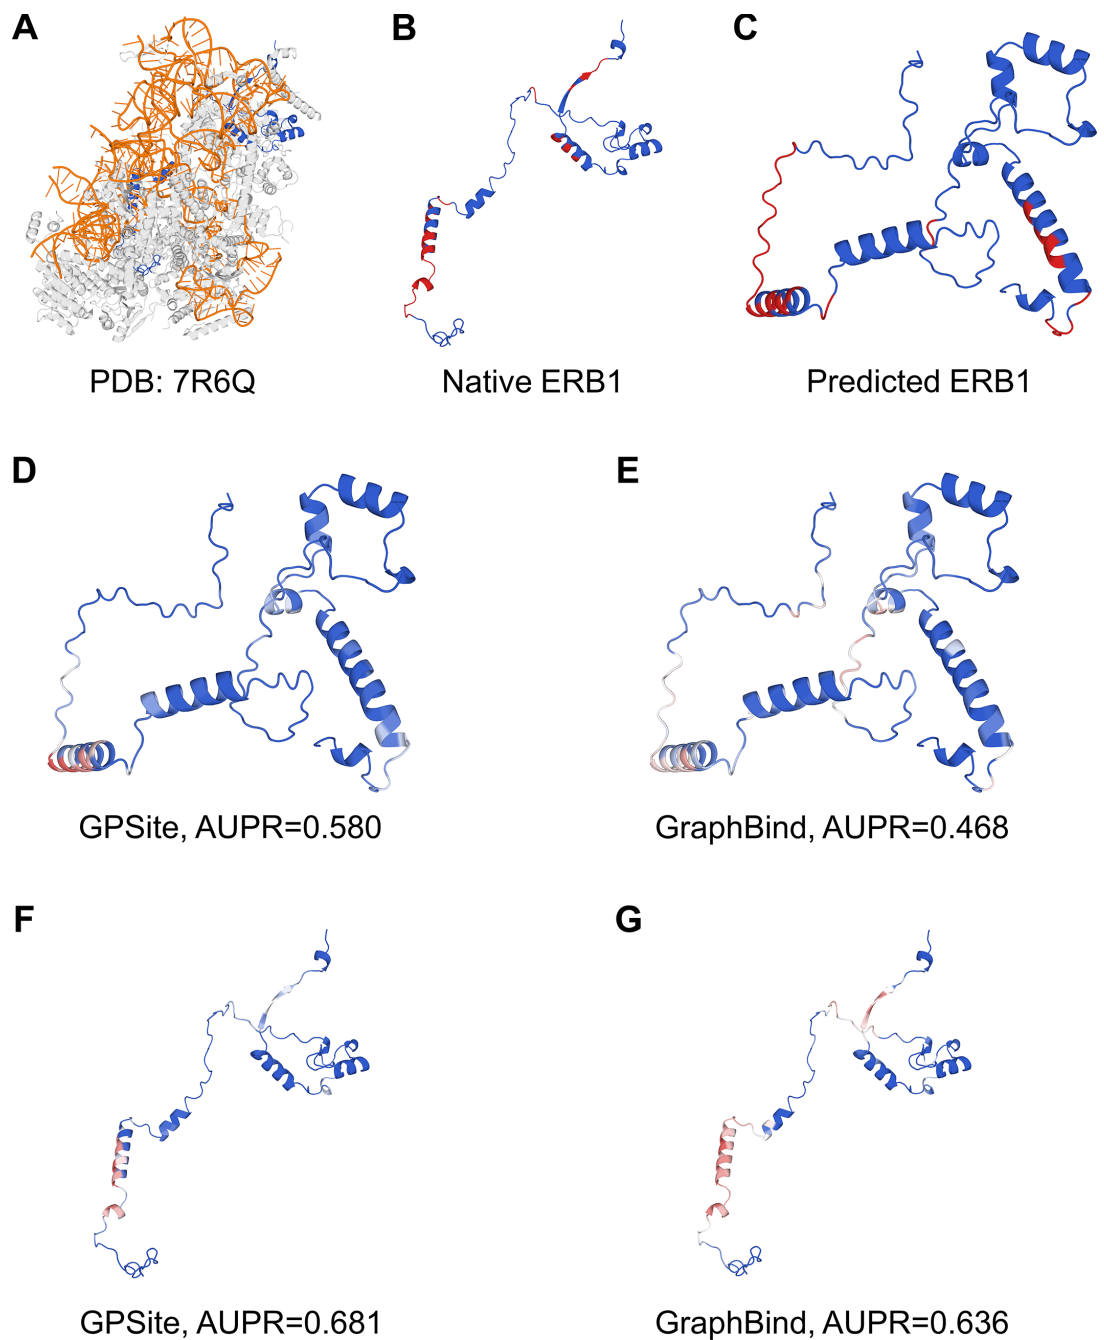 A
B
C
PDB: 7R6Q
Native ERB1
Predicted ERB1
D
E
GPSite, AUPR=0.580
GraphBind, AUPR=0.468
F
G
GPSite, AUPR=0.681
GraphBind, AUPR=0.636